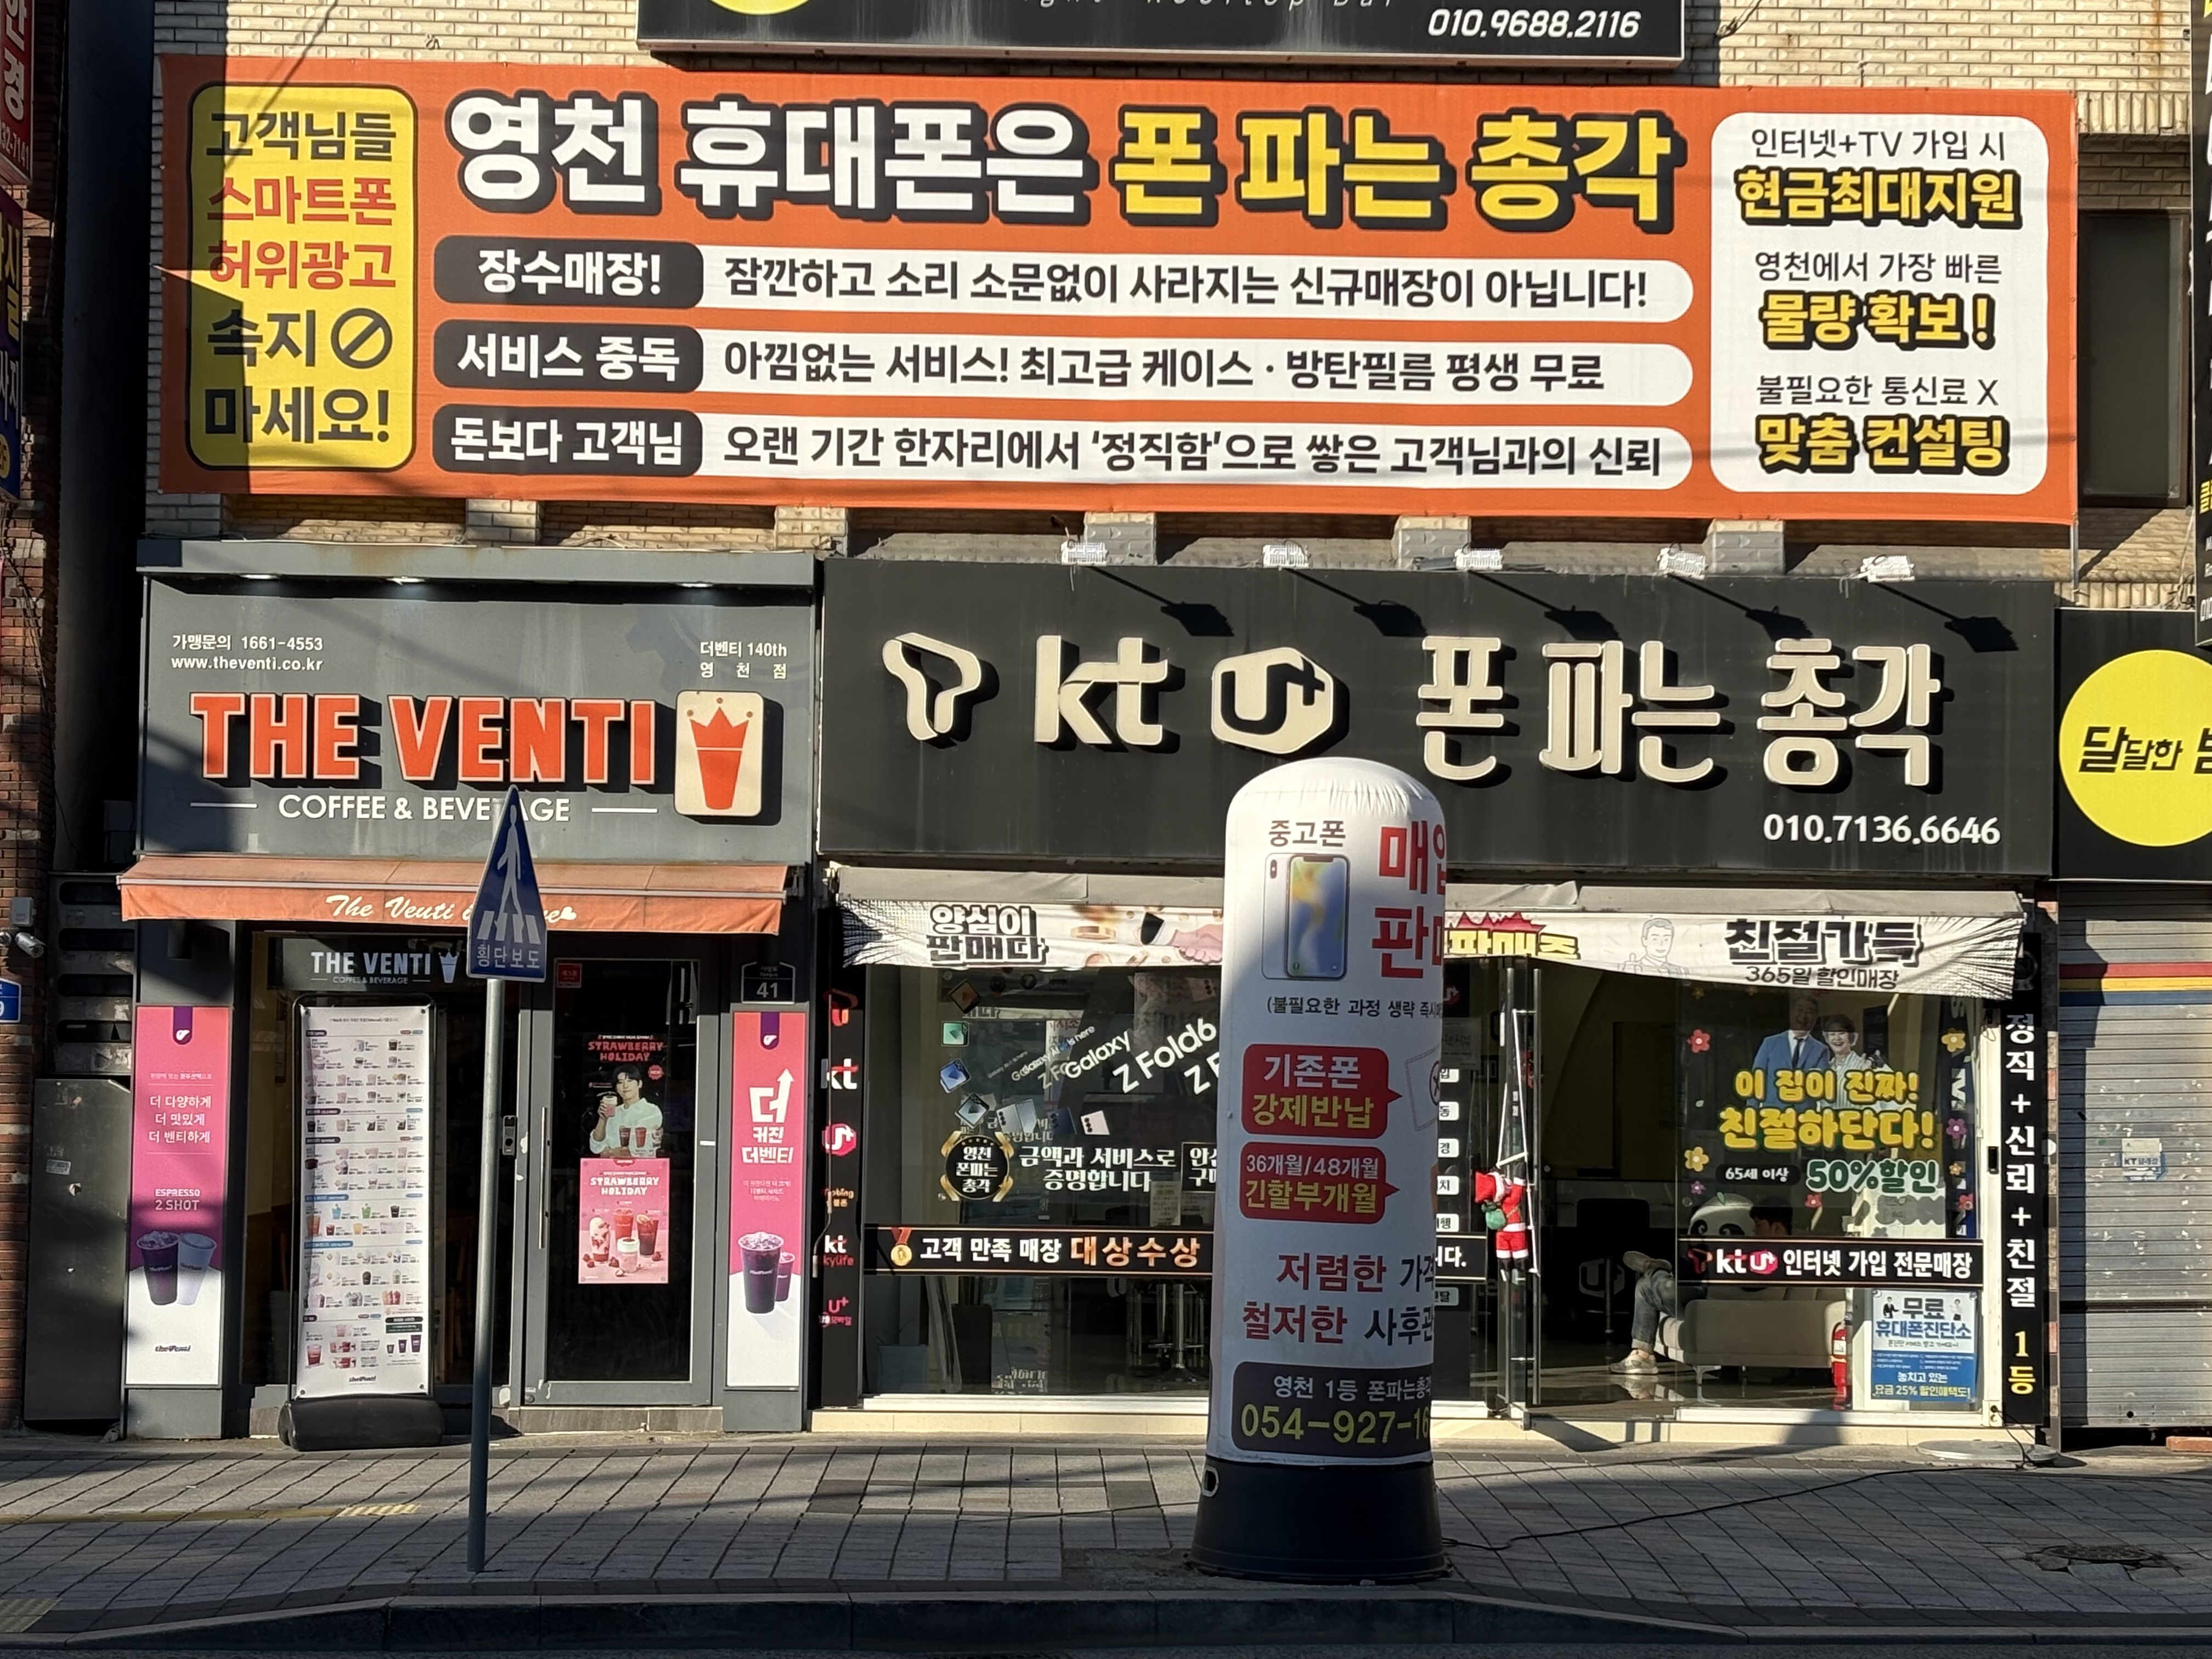 010.9688.2116
고객님들
스마트폰
허위광고
속지
마세요!
영천 휴대폰은 폰 파는 총각
장수매장!
잠깐하고 소리 소문없이 사라지는 신규매장이 아닙니다!
서비스 중독
아낌없는 서비스! 최고급 케이스 · 방탄필름 평생 무료
돈보다 고객님
오랜 기간 한자리에서 '정직함'으로 쌓은 고객님과의 신뢰
인터넷+TV 가입 시
현금최대지원
영천에서 가장 빠른
물량 확보!
불필요한 통신료 X
맞춤 컨설팅
가맹문의 1661-4553
www.theventi.co.kr
더벤티 140th
영 천 점
THE VENTI
COFFEE & BEVERAGE
The Venti
횡단보도
kt U+ 폰 파는 총각
010.7136.6646
달달한
THE VENTI
COFFEE & BEVERAGE
41
더 다양하게
더 맛있게
더 벤티하게
ESPRESSO
2 SHOT
theVenti
STRAWBERRY
HOLIDAY
STRAWBERRY
HOLIDAY
더
커진
더벤티
양심이
판매다
친절가득
365일 할인매장
kt
U+
kt
skylife
U+
Galaxy
Z Fold6
영천
폰파는
총각
금액과 서비스로
증명합니다
고객 만족 매장 대상수상
니다.
중고폰
(불필요한 과정 생략
기존폰
강제반납
36개월/48개월
긴할부개월
저렴한
철저한
영천 1등 폰파는총각
054-927-16
이 집이 진짜!
친절하단다!
65세 이상 50%할인
kt U+ 인터넷 가입 전문매장
무료
휴대폰진단소
놓치고 있는
요금 25% 할인혜택도!
정직+신뢰+친절 1등